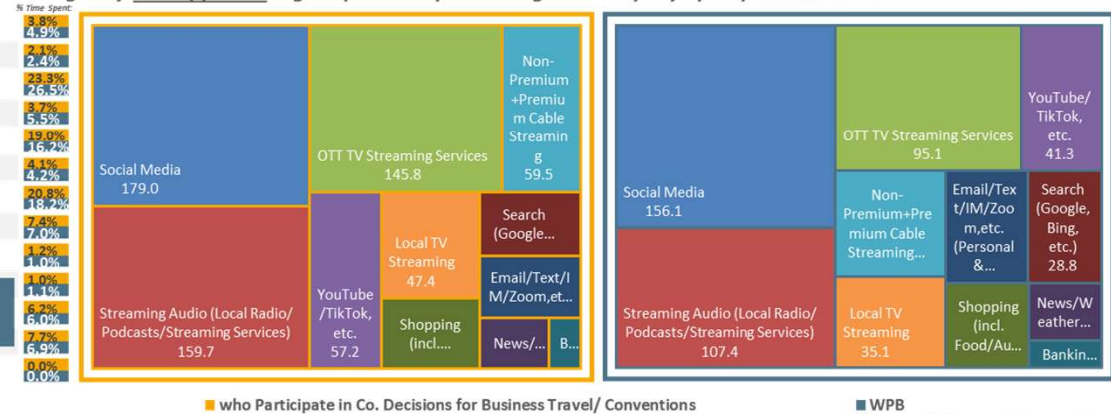 % Time Spent:
3.8%
4.9%
2.1%
2.4%
23.3%
26.5%
3.7%
5.5%
19.0%
16.2%
4.1%
4.2%
20.8%
18.2%
7.4%
7.0%
1.2%
1.0%
1.0%
1.1%
6.2%
6.0%
7.7%
6.9%
0.0%
0.0%
Social Media
179.0
Streaming Audio (Local Radio/
Podcasts/Streaming Services)
159.7
OTT TV Streaming Services
145.8
Non-
Premium
+Premiu
m Cable
Streamin
g
59.5
YouTube
/TikTok,
etc.
57.2
Local TV
Streaming
47.4
Shopping
(incl....
Search
(Google...
Email/Text/I
M/Zoom,et...
News/...
B...
Social Media
156.1
Streaming Audio (Local Radio/
Podcasts/Streaming Services)
107.4
OTT TV Streaming Services
95.1
YouTube/
TikTok,
etc.
41.3
Non-
Premium+Pre
mium Cable
Streaming...
Local TV
Streaming
35.1
Email/Tex
t/IM/Zoo
m,etc.
(Personal
&...
Search
(Google,
Bing,
etc.)
28.8
Shopping
(incl.
Food/Au...
News/W
eather...
Bankin...
who Participate in Co. Decisions for Business Travel/ Conventions
WPB